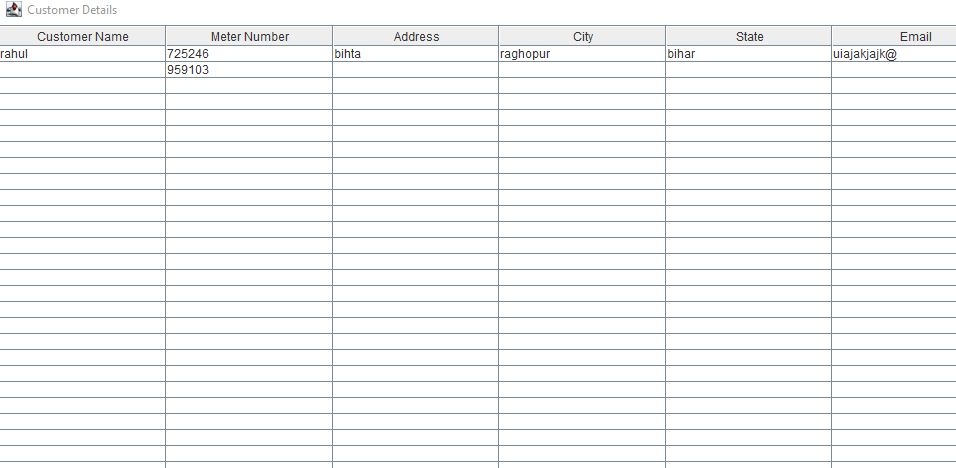 Customer Details
Customer Name Meter Number Address City State Email
rahul 725246 bihta raghopur bihar uiajakjajk@
959103